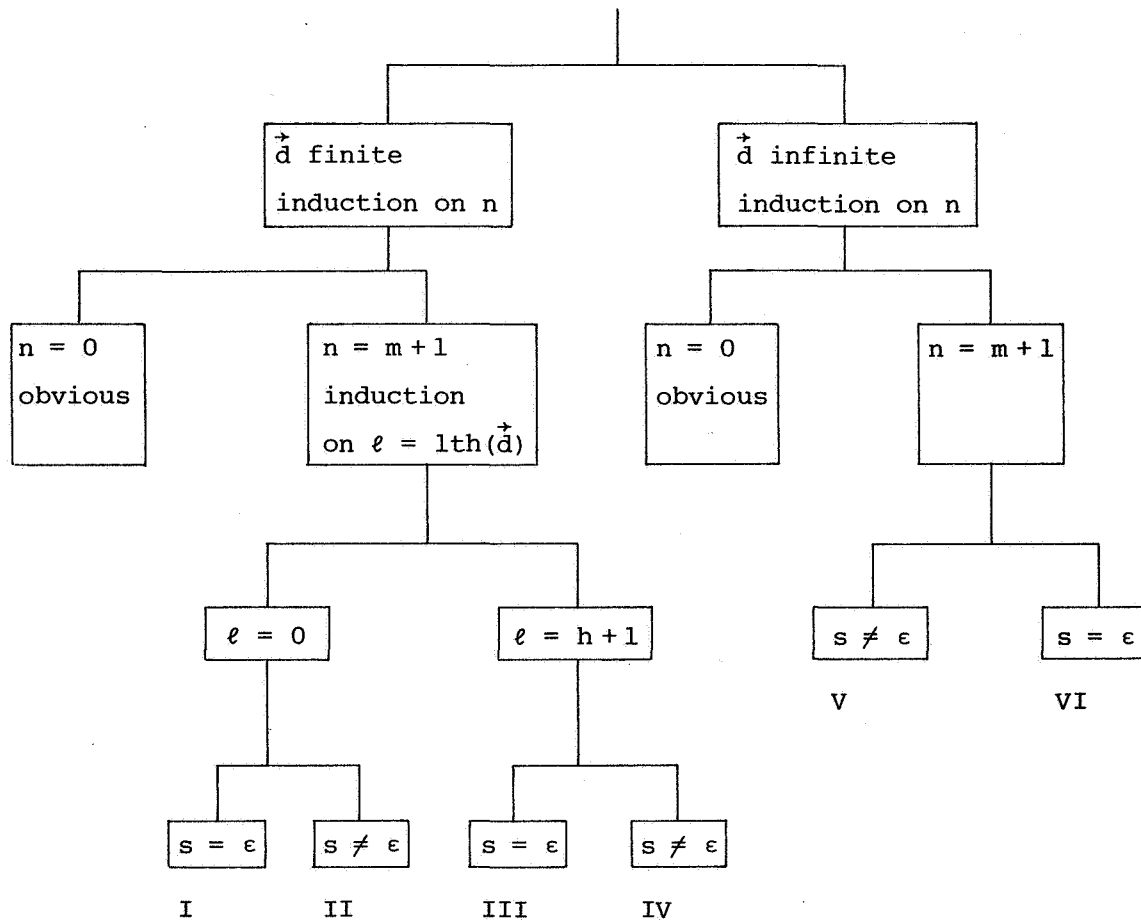 d⃗ finite
induction on n
d⃗ infinite
induction on n
n = 0
obvious
n = m + 1
induction
on ℓ = lth(d⃗)
n = 0
obvious
n = m + 1
ℓ = 0
ℓ = h + 1
s ≠ ε
s = ε
V
VI
s = ε
s ≠ ε
s = ε
s ≠ ε
I
II
III
IV